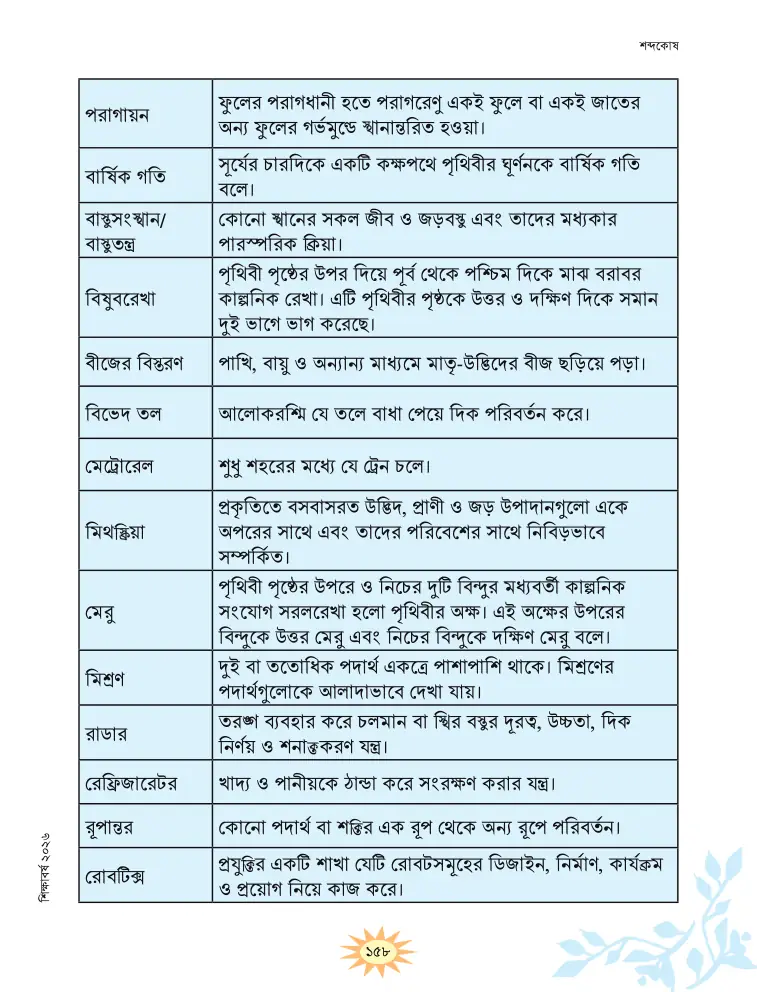 শব্দকোষ
পরাগায়ন
ফুলের পরাগধানী হতে পরাগরেণু একই ফুলে বা একই জাতের
অন্য ফুলের গর্ভমুন্ডে স্থানান্তরিত হওয়া।
বার্ষিক গতি
সূর্যের চারদিকে একটি কক্ষপথে পৃথিবীর ঘূর্ণনকে বার্ষিক গতি
বলে।
বাস্তুসংস্থান/
বাস্তুতন্ত্র
কোনো স্থানের সকল জীব ও জড়বস্তু এবং তাদের মধ্যকার
পারস্পরিক ক্রিয়া।
বিষুবরেখা
পৃথিবী পৃষ্ঠের উপর দিয়ে পূর্ব থেকে পশ্চিম দিকে মাঝ বরাবর
কাল্পনিক রেখা। এটি পৃথিবীর পৃষ্ঠকে উত্তর ও দক্ষিণ দিকে সমান
দুই ভাগে ভাগ করেছে।
বীজের বিস্তরণ
পাখি, বায়ু ও অন্যান্য মাধ্যমে মাতৃ-উদ্ভিদের বীজ ছড়িয়ে পড়া।
বিভেদ তল
আলোকরশ্মি যে তলে বাধা পেয়ে দিক পরিবর্তন করে।
মেট্রোরেল
শুধু শহরের মধ্যে যে ট্রেন চলে।
মিথষ্ক্রিয়া
প্রকৃতিতে বসবাসরত উদ্ভিদ, প্রাণী ও জড় উপাদানগুলো একে
অপরের সাথে এবং তাদের পরিবেশের সাথে নিবিড়ভাবে
সম্পর্কিত।
মেরু
পৃথিবী পৃষ্ঠের উপরে ও নিচের দুটি বিন্দুর মধ্যবর্তী কাল্পনিক
সংযোগ সরলরেখা হলো পৃথিবীর অক্ষ। এই অক্ষের উপরের
বিন্দুকে উত্তর মেরু এবং নিচের বিন্দুকে দক্ষিণ মেরু বলে।
মিশ্রণ
দুই বা ততোধিক পদার্থ একত্রে পাশাপাশি থাকে। মিশ্রণের
পদার্থগুলোকে আলাদাভাবে দেখা যায়।
রাডার
তরঙ্গ ব্যবহার করে চলমান বা স্থির বস্তুর দূরত্ব, উচ্চতা, দিক
নির্ণয় ও শনাক্তকরণ যন্ত্র।
রেফ্রিজারেটর
খাদ্য ও পানীয়কে ঠান্ডা করে সংরক্ষণ করার যন্ত্র।
রূপান্তর
কোনো পদার্থ বা শক্তির এক রূপ থেকে অন্য রূপে পরিবর্তন।
রোবটিক্স
প্রযুক্তির একটি শাখা যেটি রোবটসমূহের ডিজাইন, নির্মাণ, কার্যক্রম
ও প্রয়োগ নিয়ে কাজ করে।
শিক্ষাবর্ষ ২০২৬
১৫৮